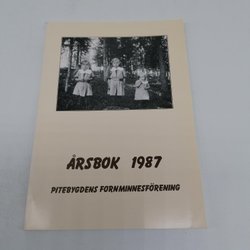 ÅRSBOK 1987
PITEBYGDENS FORNMINNESFÖRENING